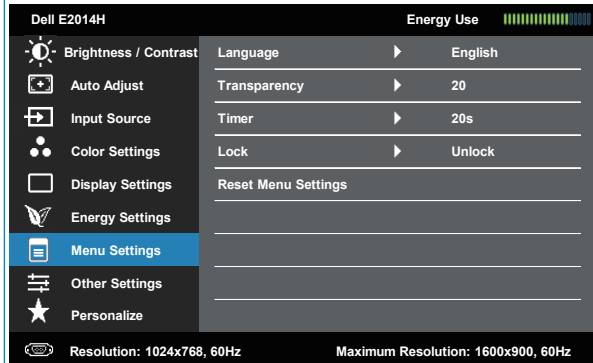 Dell E2014H Energy Use
Brightness / Contrast Language English
Auto Adjust Transparency 20
Input Source Timer 20s
Color Settings Lock Unlock
Display Settings Reset Menu Settings
Energy Settings
Menu Settings
Other Settings
Personalize
Resolution: 1024x768, 60Hz Maximum Resolution: 1600x900, 60Hz